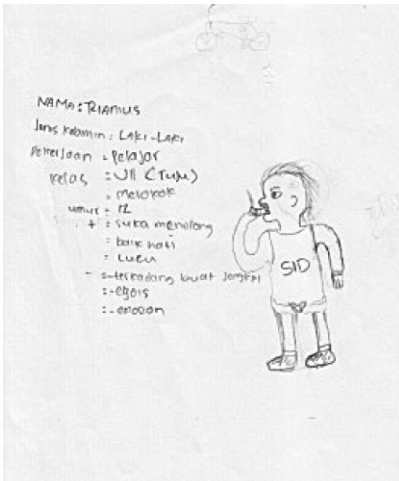 NAMA : RIAMUS
Jenis kelamin : LAKI-LAKI
Pekerjaan : Pelajar
kelas : VII (TUJU)
: merokok
umur : 12
+ : suka menolong
: baik hati
: LUCU
- : -terkadang buat jengkel
: -egois
: -emosian
SID